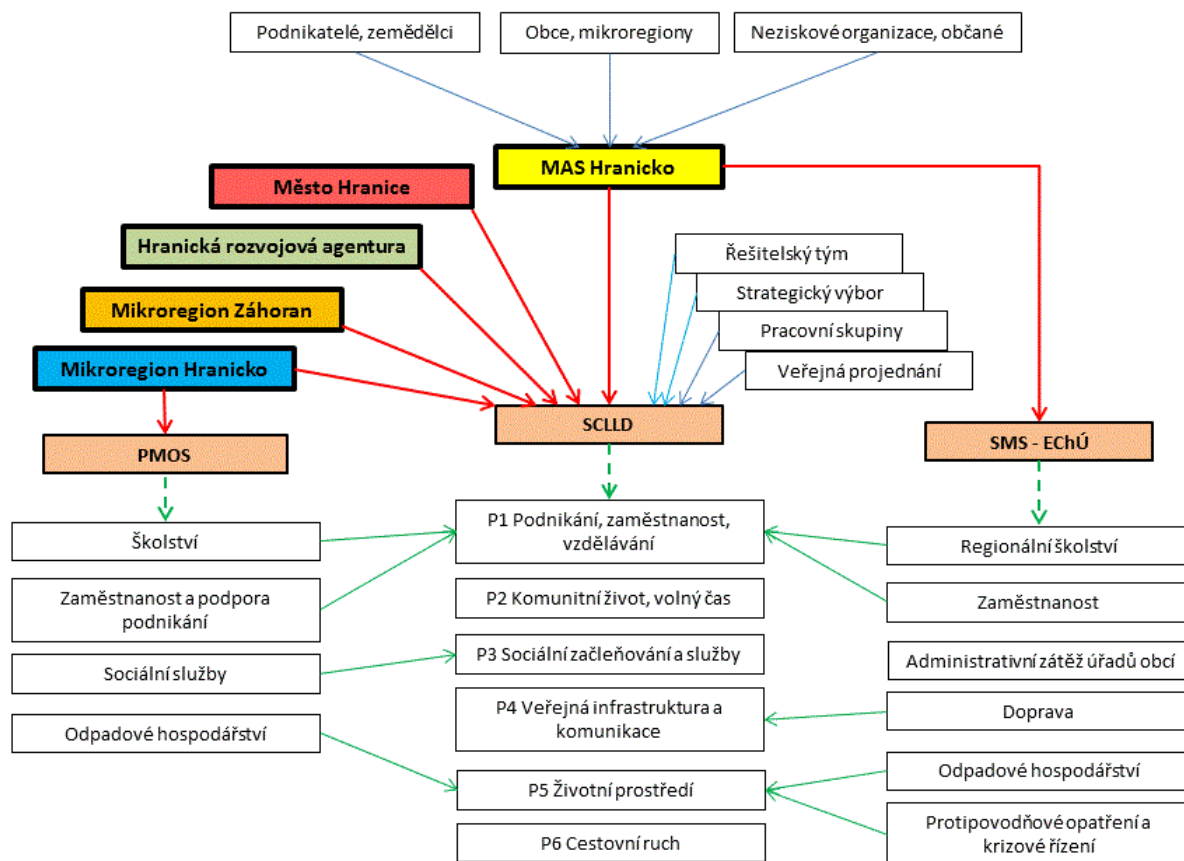 Podnikatelé, zemědělci
Obce, mikroregiony
Neziskové organizace, občané
MAS Hranicko
Město Hranice
Hranická rozvojová agentura
Mikroregion Záhoran
Mikroregion Hranicko
Řešitelský tým
Strategický výbor
Pracovní skupiny
Veřejná projednání
PMOS
SCLLD
SMS - EChÚ
Školství
Zaměstnanost a podpora
podnikání
Sociální služby
Odpadové hospodářství
P1 Podnikání, zaměstnanost,
vzdělávání
P2 Komunitní život, volný čas
P3 Sociální začleňování a služby
P4 Veřejná infrastruktura a
komunikace
P5 Životní prostředí
P6 Cestovní ruch
Regionální školství
Zaměstnanost
Administrativní zátěž úřadů obcí
Doprava
Odpadové hospodářství
Protipovodňové opatření a
krizové řízení